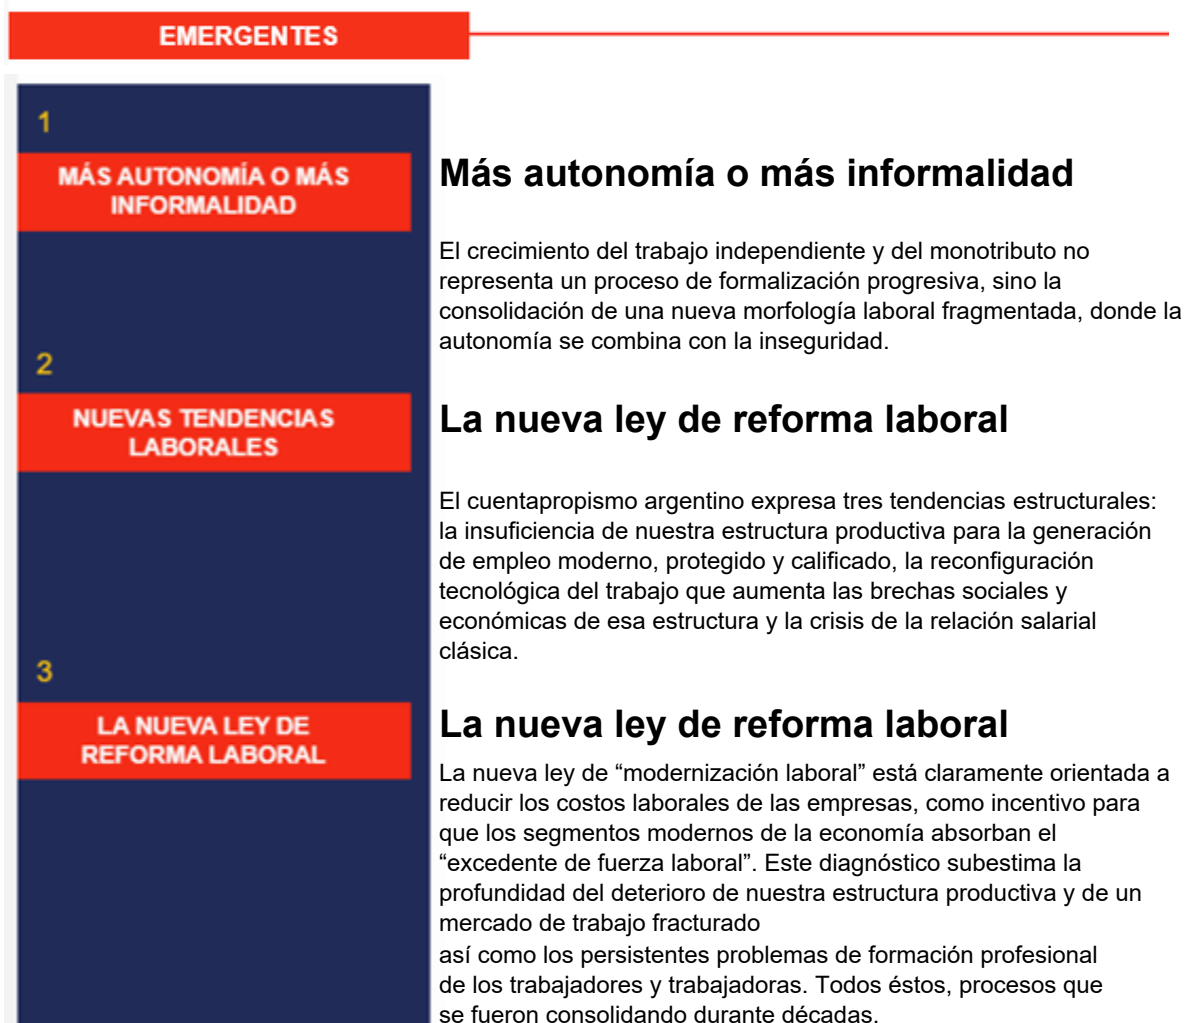 EMERGENTES
1
MÁS AUTONOMÍA O MÁS
INFORMALIDAD
Más autonomía o más informalidad
El crecimiento del trabajo independiente y del monotributo no
representa un proceso de formalización progresiva, sino la
consolidación de una nueva morfología laboral fragmentada, donde la
autonomía se combina con la inseguridad.
2
NUEVAS TENDENCIAS
LABORALES
La nueva ley de reforma laboral
El cuentapropismo argentino expresa tres tendencias estructurales:
la insuficiencia de nuestra estructura productiva para la generación
de empleo moderno, protegido y calificado, la reconfiguración
tecnológica del trabajo que aumenta las brechas sociales y
económicas de esa estructura y la crisis de la relación salarial
clásica.
3
LA NUEVA LEY DE
REFORMA LABORAL
La nueva ley de reforma laboral
La nueva ley de “modernización laboral” está claramente orientada a
reducir los costos laborales de las empresas, como incentivo para
que los segmentos modernos de la economía absorban el
“excedente de fuerza laboral”. Este diagnóstico subestima la
profundidad del deterioro de nuestra estructura productiva y de un
mercado de trabajo fracturado
así como los persistentes problemas de formación profesional
de los trabajadores y trabajadoras. Todos éstos, procesos que
se fueron consolidando durante décadas.